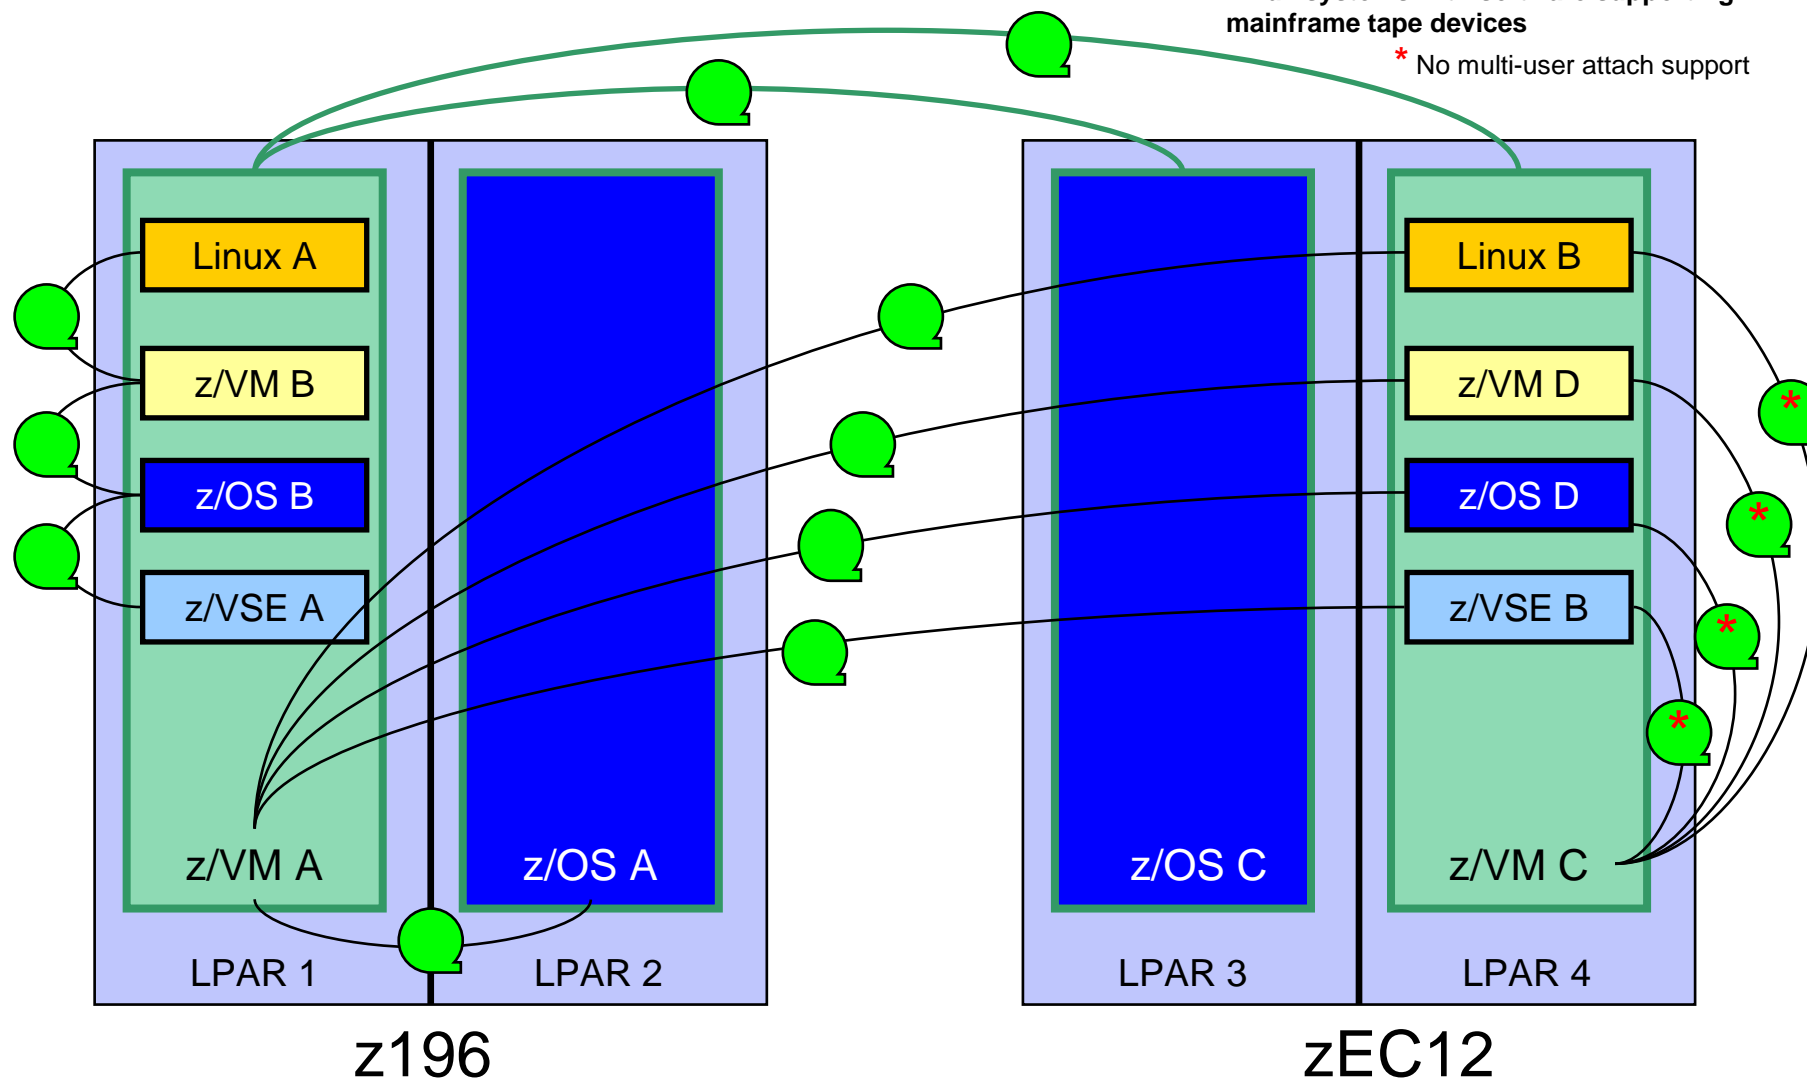 mainframe tape devices
* No multi-user attach support
Linux A
z/VM B
z/OS B
z/VSE A
z/VM A
z/OS A
LPAR 1
LPAR 2
z196
Linux B
z/VM D
z/OS D
z/VSE B
*
*
*
*
z/OS C
z/VM C
LPAR 3
LPAR 4
zEC12